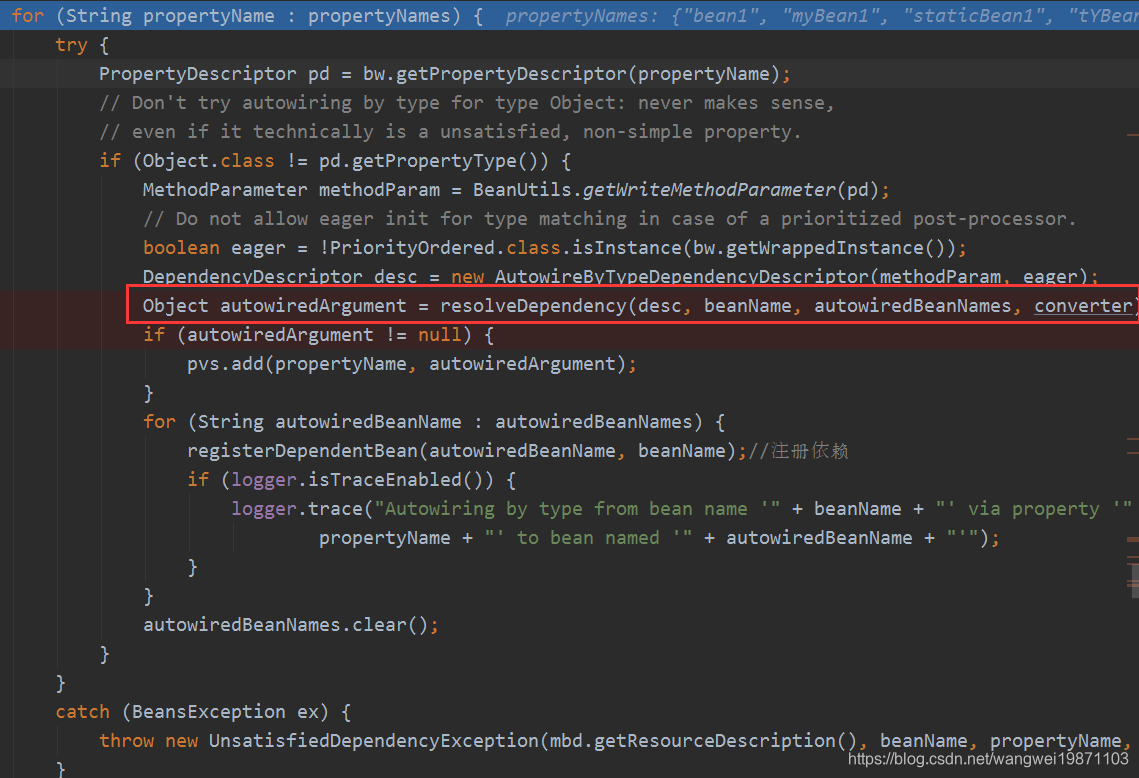 for (String propertyName : propertyNames) {  propertyNames: {"bean1", "myBean1", "staticBean1", "tYBean
try {
PropertyDescriptor pd = bw.getPropertyDescriptor(propertyName);
// Don't try autowiring by type for type Object: never makes sense,
// even if it technically is a unsatisfied, non-simple property.
if (Object.class != pd.getPropertyType()) {
MethodParameter methodParam = BeanUtils.getWriteMethodParameter(pd);
// Do not allow eager init for type matching in case of a prioritized post-processor.
boolean eager = !PriorityOrdered.class.isInstance(bw.getWrappedInstance());
DependencyDescriptor desc = new AutowireByTypeDependencyDescriptor(methodParam, eager);
Object autowiredArgument = resolveDependency(desc, beanName, autowiredBeanNames, converter)
if (autowiredArgument != null) {
pvs.add(propertyName, autowiredArgument);
}
for (String autowiredBeanName : autowiredBeanNames) {
registerDependentBean(autowiredBeanName, beanName);//注册依赖
if (logger.isTraceEnabled()) {
logger.trace("Autowiring by type from bean name '" + beanName + "' via property '"
propertyName + "' to bean named '" + autowiredBeanName + "'");
}
}
autowiredBeanNames.clear();
}
}
catch (BeansException ex) {
throw new UnsatisfiedDependencyException(mbd.getResourceDescription(), beanName, propertyName,
}
https://blog.csdn.net/wangwei19871103